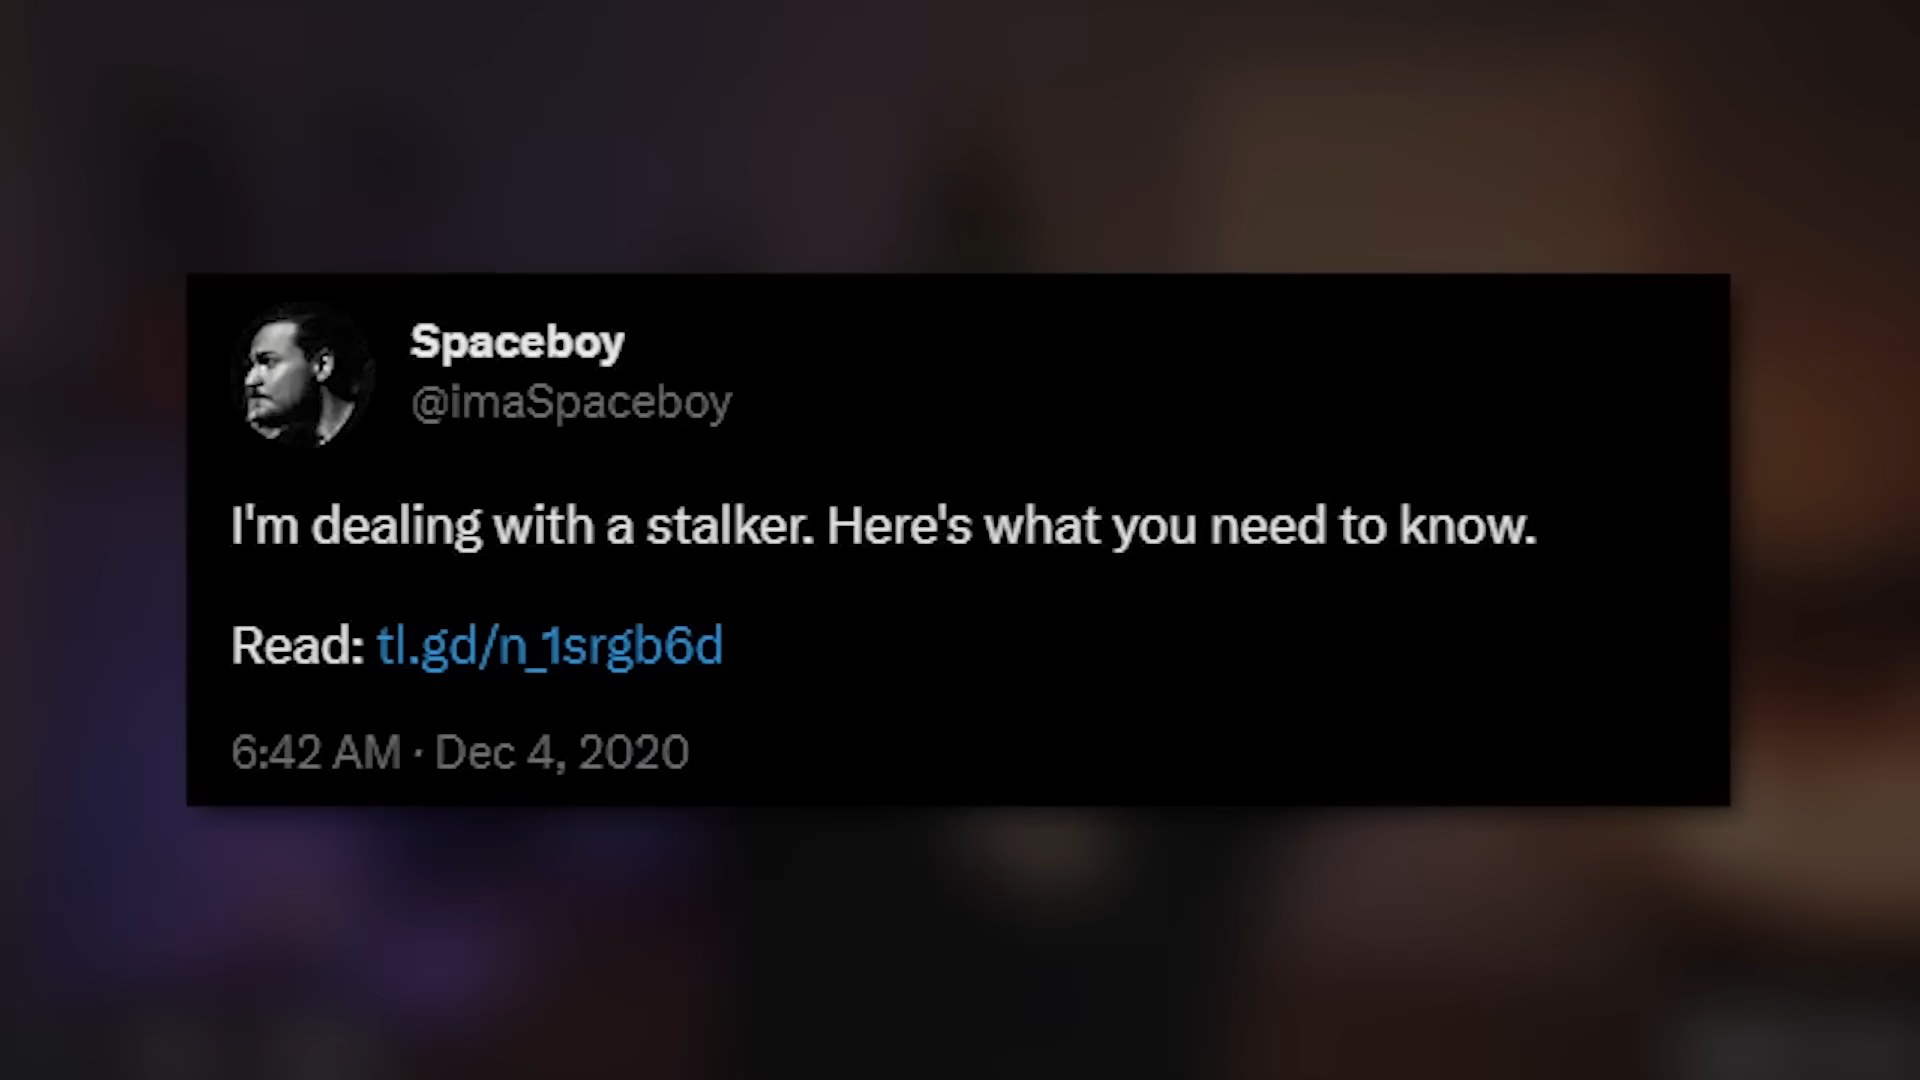 Spaceboy
@imaSpaceboy
I'm dealing with a stalker. Here's what you need to know.
Read: tl.gd/n_1srgb6d
6:42 AM · Dec 4, 2020